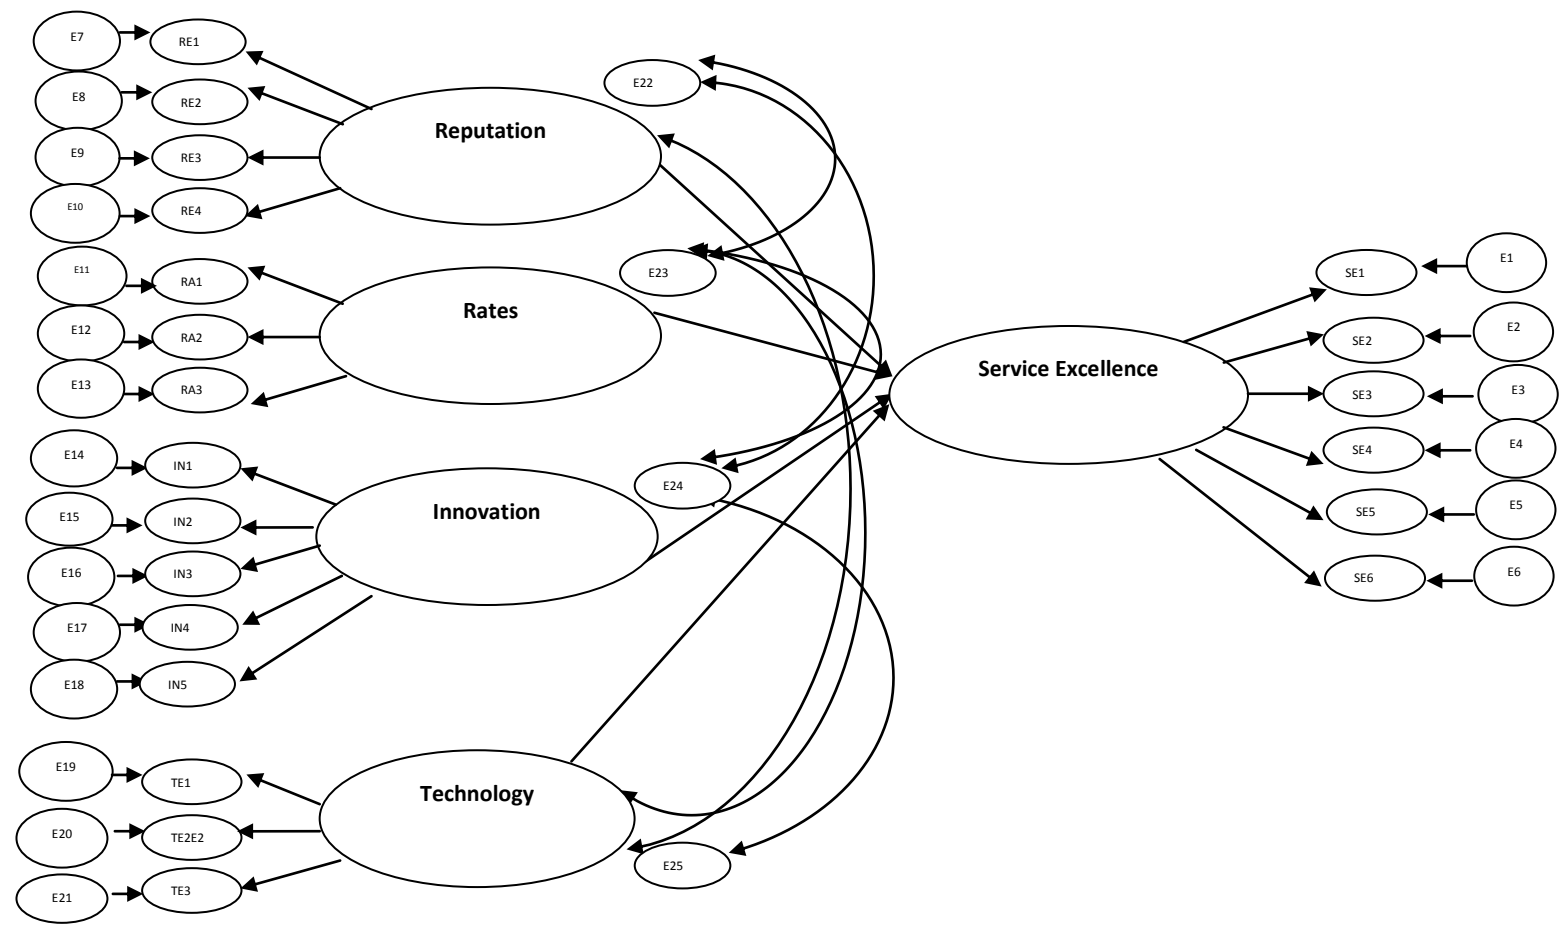 E7
RE1
E8
RE2
E9
RE3
E10
RE4
Reputation
E22
E11
RA1
E12
RA2
E13
RA3
Rates
E23
E14
IN1
E15
IN2
E16
IN3
E17
IN4
E18
IN5
Innovation
E24
E19
TE1
E20
TE2E2
E21
TE3
Technology
E25
Service Excellence
SE1
E1
SE2
E2
SE3
E3
SE4
E4
SE5
E5
SE6
E6